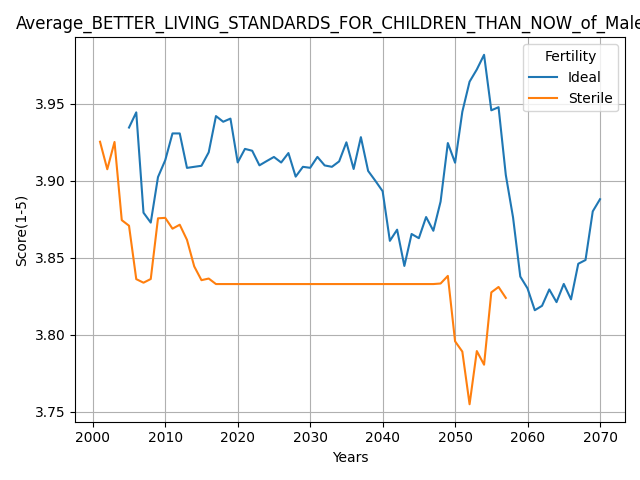 Average_BETTER_LIVING_STANDARDS_FOR_CHILDREN_THAN_NOW_of_Male
Fertility
Ideal
Sterile
3.95
3.90
3.85
3.80
3.75
Score(1-5)
2000 2010 2020 2030 2040 2050 2060 2070
Years